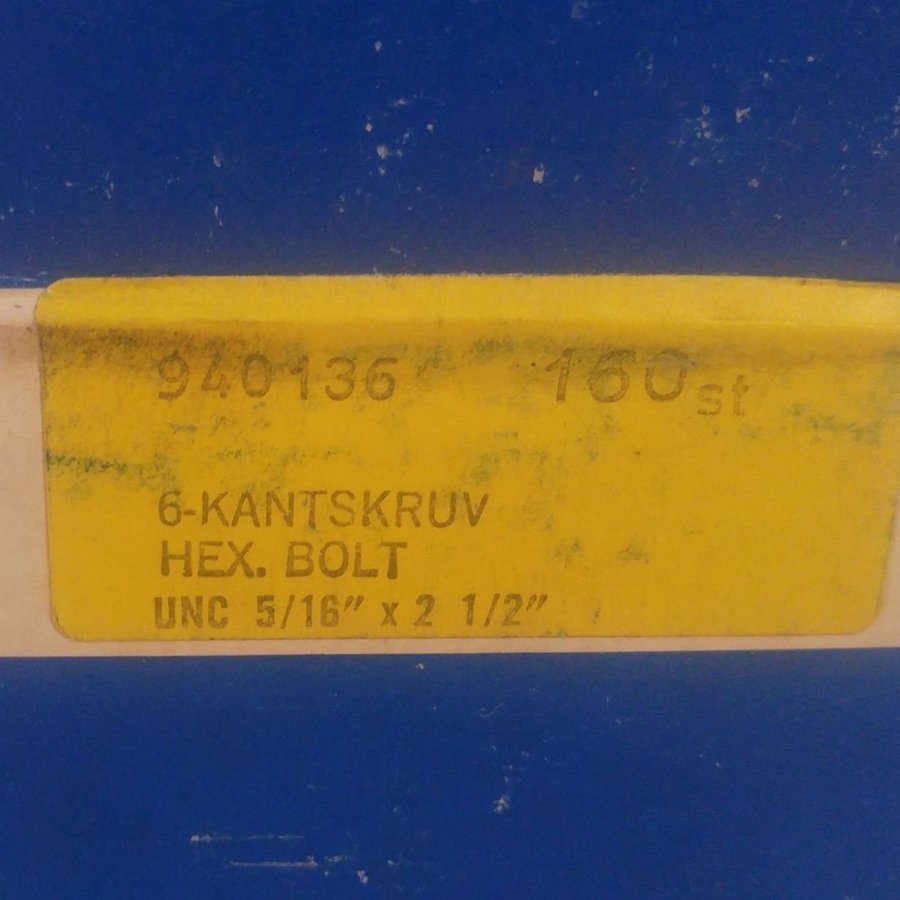 940136 160 st
6-KANTSKRUV
HEX. BOLT
UNC 5/16" x 2 1/2"